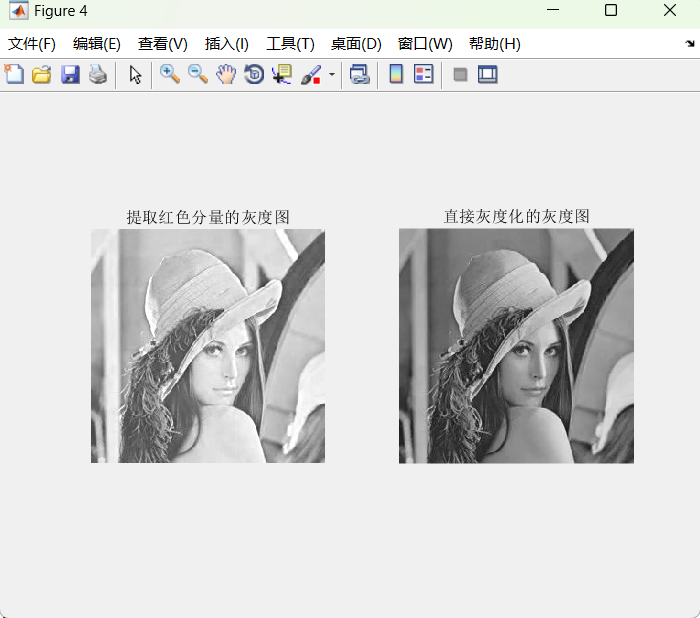 Figure 4
文件(F) 编辑(E) 查看(V) 插入(I) 工具(T) 桌面(D) 窗口(W) 帮助(H)
提取红色分量的灰度图 直接灰度化的灰度图